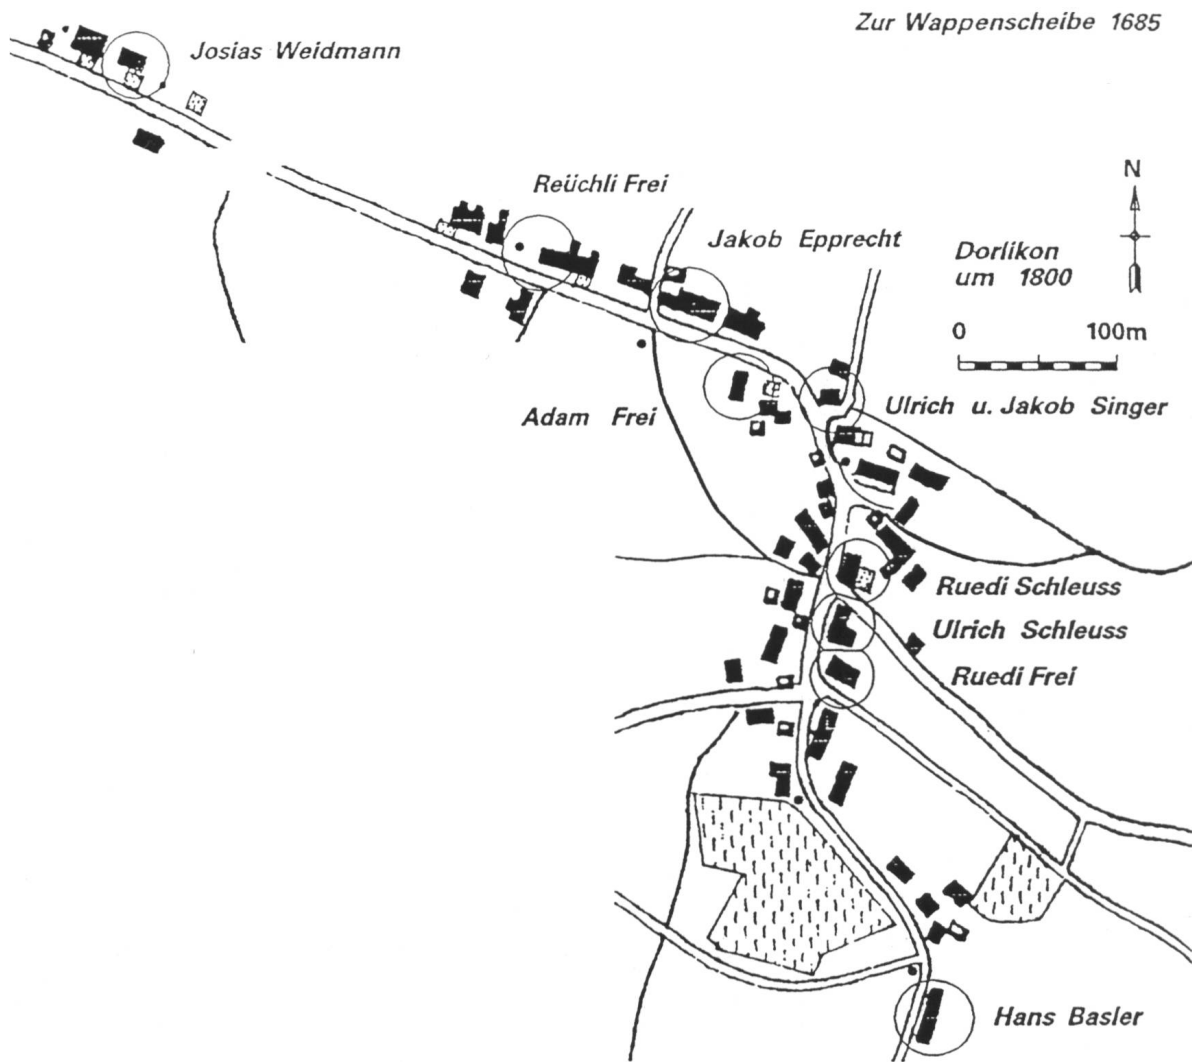 Zur Wappenscheibe 1685
Josias Weidmann
Reüchli Frei
N
Jakob Epprecht
Dorlikon
um 1800
0 100m
Adam Frei
Ulrich u. Jakob Singer
Ruedi Schleuss
Ulrich Schleuss
Ruedi Frei
Hans Basler